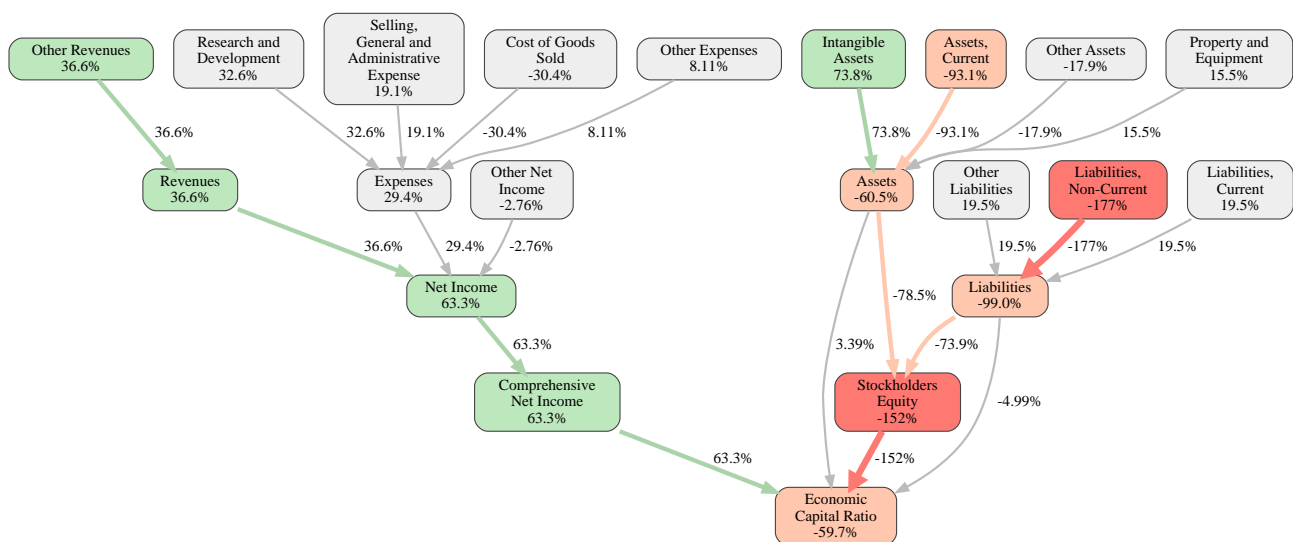 Other Revenues
36.6%
Research and
Development
32.6%
Selling,
General and
Administrative
Expense
19.1%
Cost of Goods
Sold
-30.4%
Other Expenses
8.11%
Intangible
Assets
73.8%
Assets,
Current
-93.1%
Other Assets
-17.9%
Property and
Equipment
15.5%
36.6%
32.6%
19.1%
-30.4%
8.11%
73.8%
-93.1%
-17.9%
15.5%
Revenues
36.6%
Expenses
29.4%
Other Net
Income
-2.76%
Assets
-60.5%
Other
Liabilities
19.5%
Liabilities,
Non-Current
-177%
Liabilities,
Current
19.5%
36.6%
29.4%
-2.76%
19.5%
-177%
19.5%
Net Income
63.3%
-78.5%
Liabilities
-99.0%
63.3%
3.39%
-73.9%
Comprehensive
Net Income
63.3%
Stockholders
Equity
-152%
-4.99%
63.3%
-152%
Economic
Capital Ratio
-59.7%